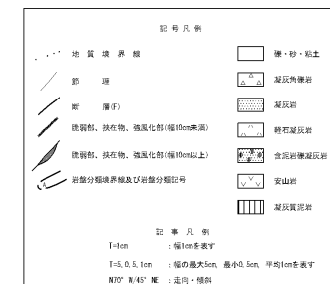 記号凡例
地質境界線
節理
断層(F)
脆弱部、挟在物、強風化部(幅10cm未満)
脆弱部、挟在物、強風化部(幅10cm以上)
A
岩盤分類境界線及び岩盤分類記号
礫・砂・粘土
凝灰角礫岩
凝灰岩
軽石凝灰岩
含泥岩礫凝灰岩
安山岩
凝灰質泥岩
記事凡例
T=1cm :幅1cmを表す
T=5,0.5,1cm :幅の最大5cm, 最小0.5cm, 平均1cmを表す
N70°W/45°NE :走向・傾斜